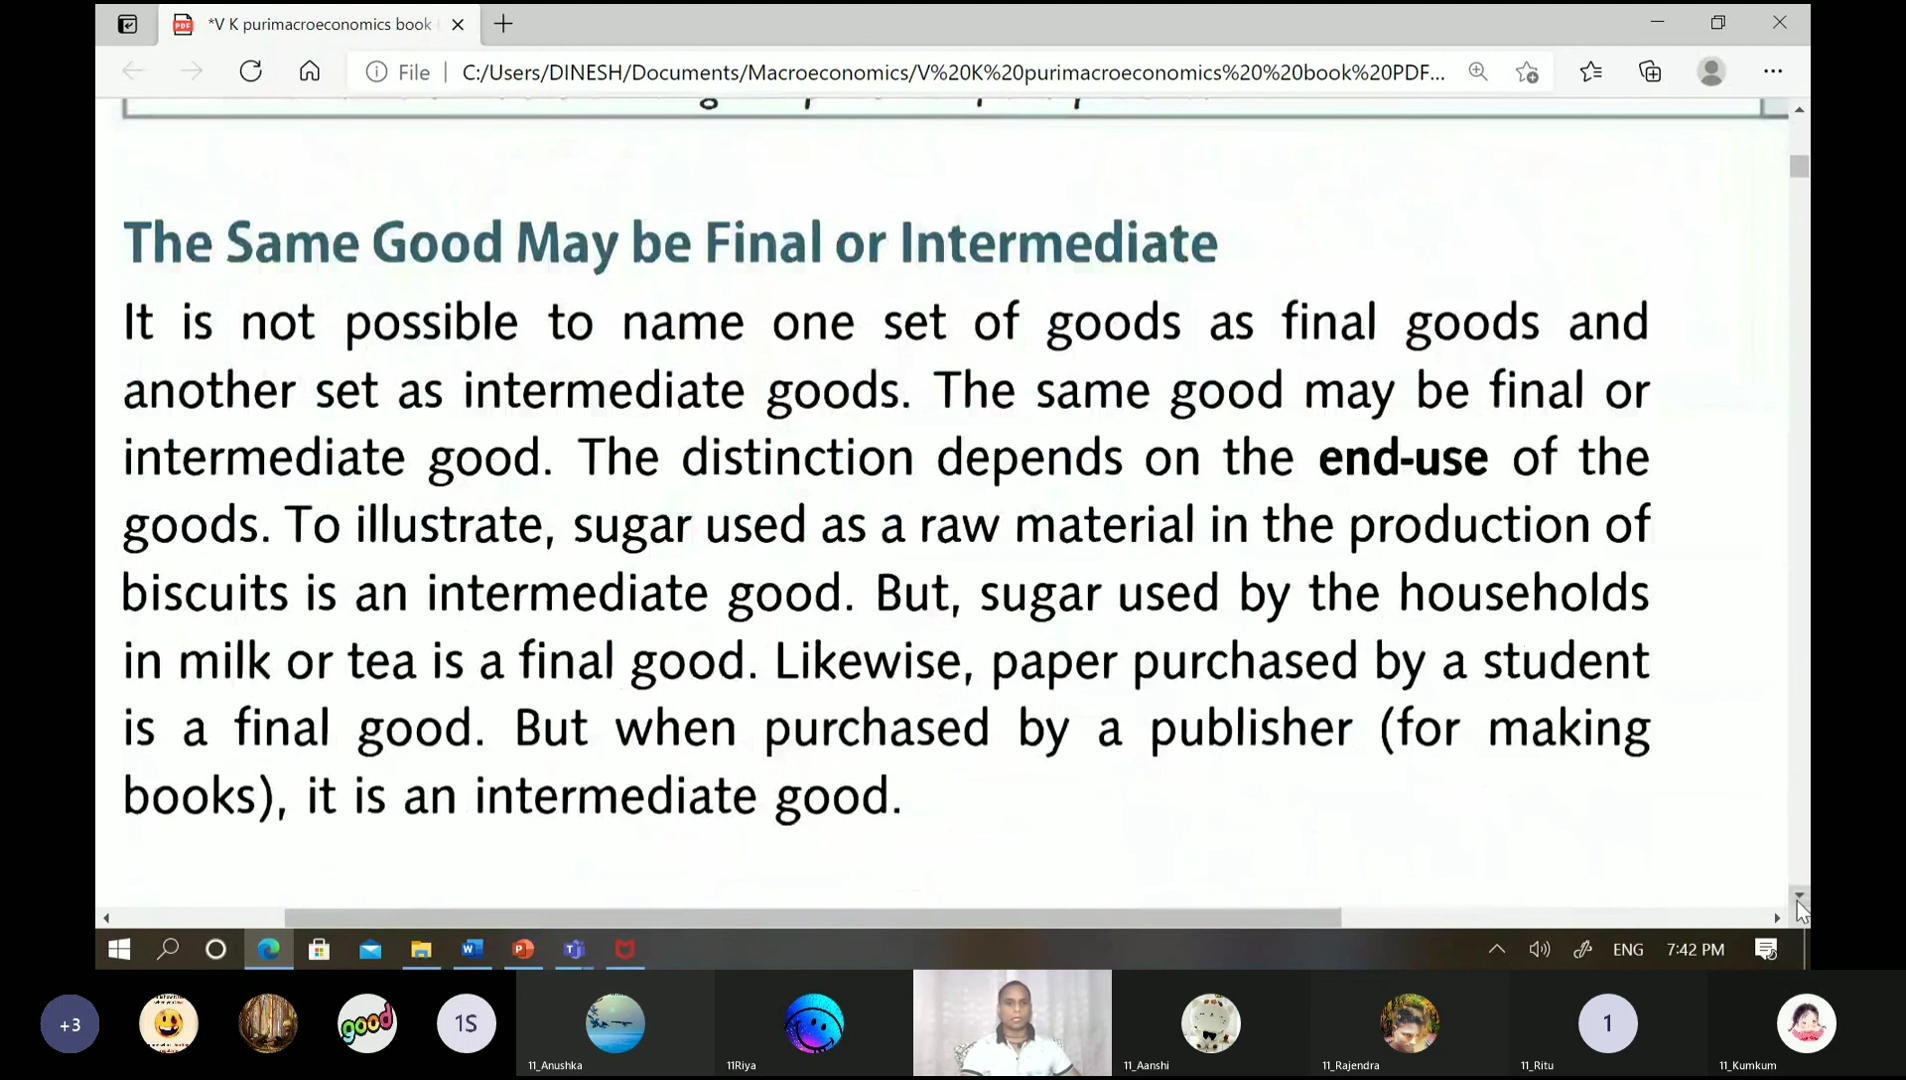 *V K purimacroeconomics book
File
C:/Users/DINESH/Documents/Macroeconomics/V%20K%20purimacroeconomics%20%20book%20PDF...
The Same Good May be Final or Intermediate
It is not possible to name one set of goods as final goods and
another set as intermediate goods. The same good may be final or
intermediate good. The distinction depends on the end-use of the
goods. To illustrate, sugar used as a raw material in the production of
biscuits is an intermediate good. But, sugar used by the households
in milk or tea is a final good. Likewise, paper purchased by a student
is a final good. But when purchased by a publisher (for making
books), it is an intermediate good.
ENG
7:42 PM
+3
good
1S
1
11_Anushka
11Riya
11_Aanshi
11_Rajendra
11_Ritu
11_Kumkum